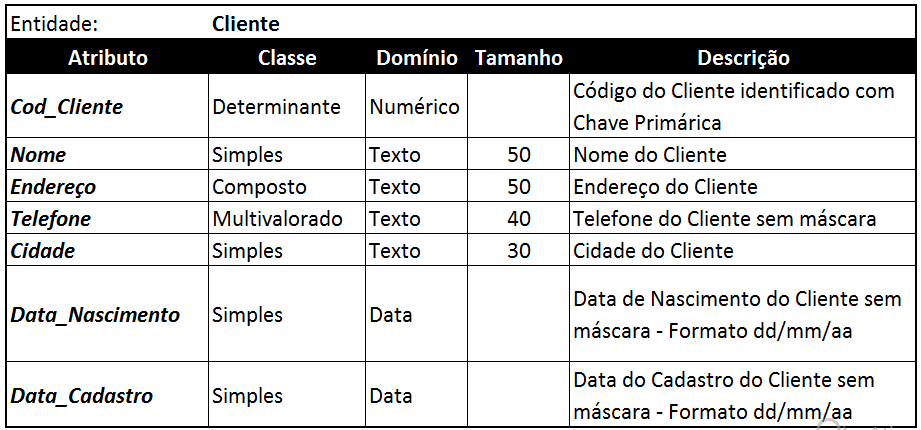 Entidade: Cliente
Atributo Classe Domínio Tamanho Descrição
Cod_Cliente Determinante Numérico Código do Cliente identificado com
Chave Primárica
Nome Simples Texto 50 Nome do Cliente
Endereço Composto Texto 50 Endereço do Cliente
Telefone Multivalorado Texto 40 Telefone do Cliente sem máscara
Cidade Simples Texto 30 Cidade do Cliente
Data_Nascimento Simples Data Data de Nascimento do Cliente sem
máscara - Formato dd/mm/aa
Data_Cadastro Simples Data Data do Cadastro do Cliente sem
máscara - Formato dd/mm/aa